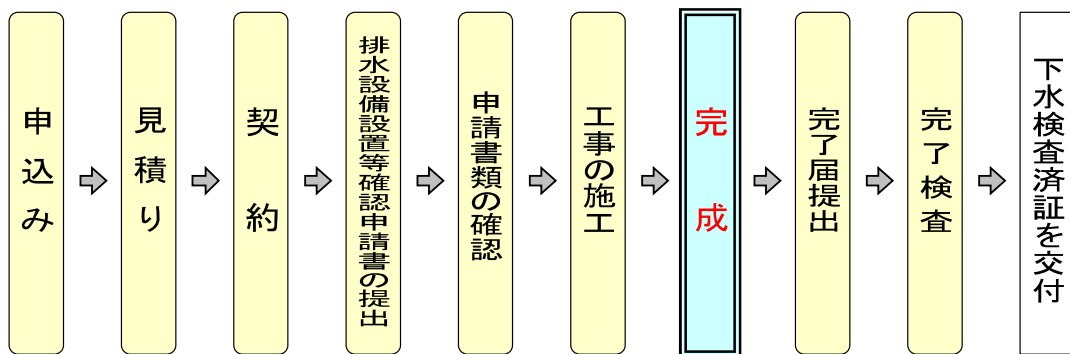 申込み
見積り
契約
排水設備設置等確認申請書の提出
申請書類の確認
工事の施工
完成
完了届提出
完了検査
下水検査済証を交付